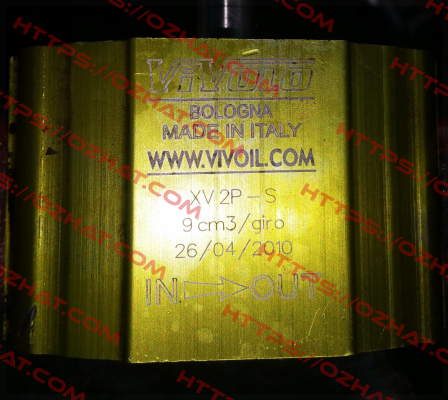 VIVOIL
BOLOGNA
MADE IN ITALY
WWW.VIVOIL.COM
XV 2P - S
9 cm3/giro
26/04/2010
IN OUT
HTTPS://OZHAT.COM